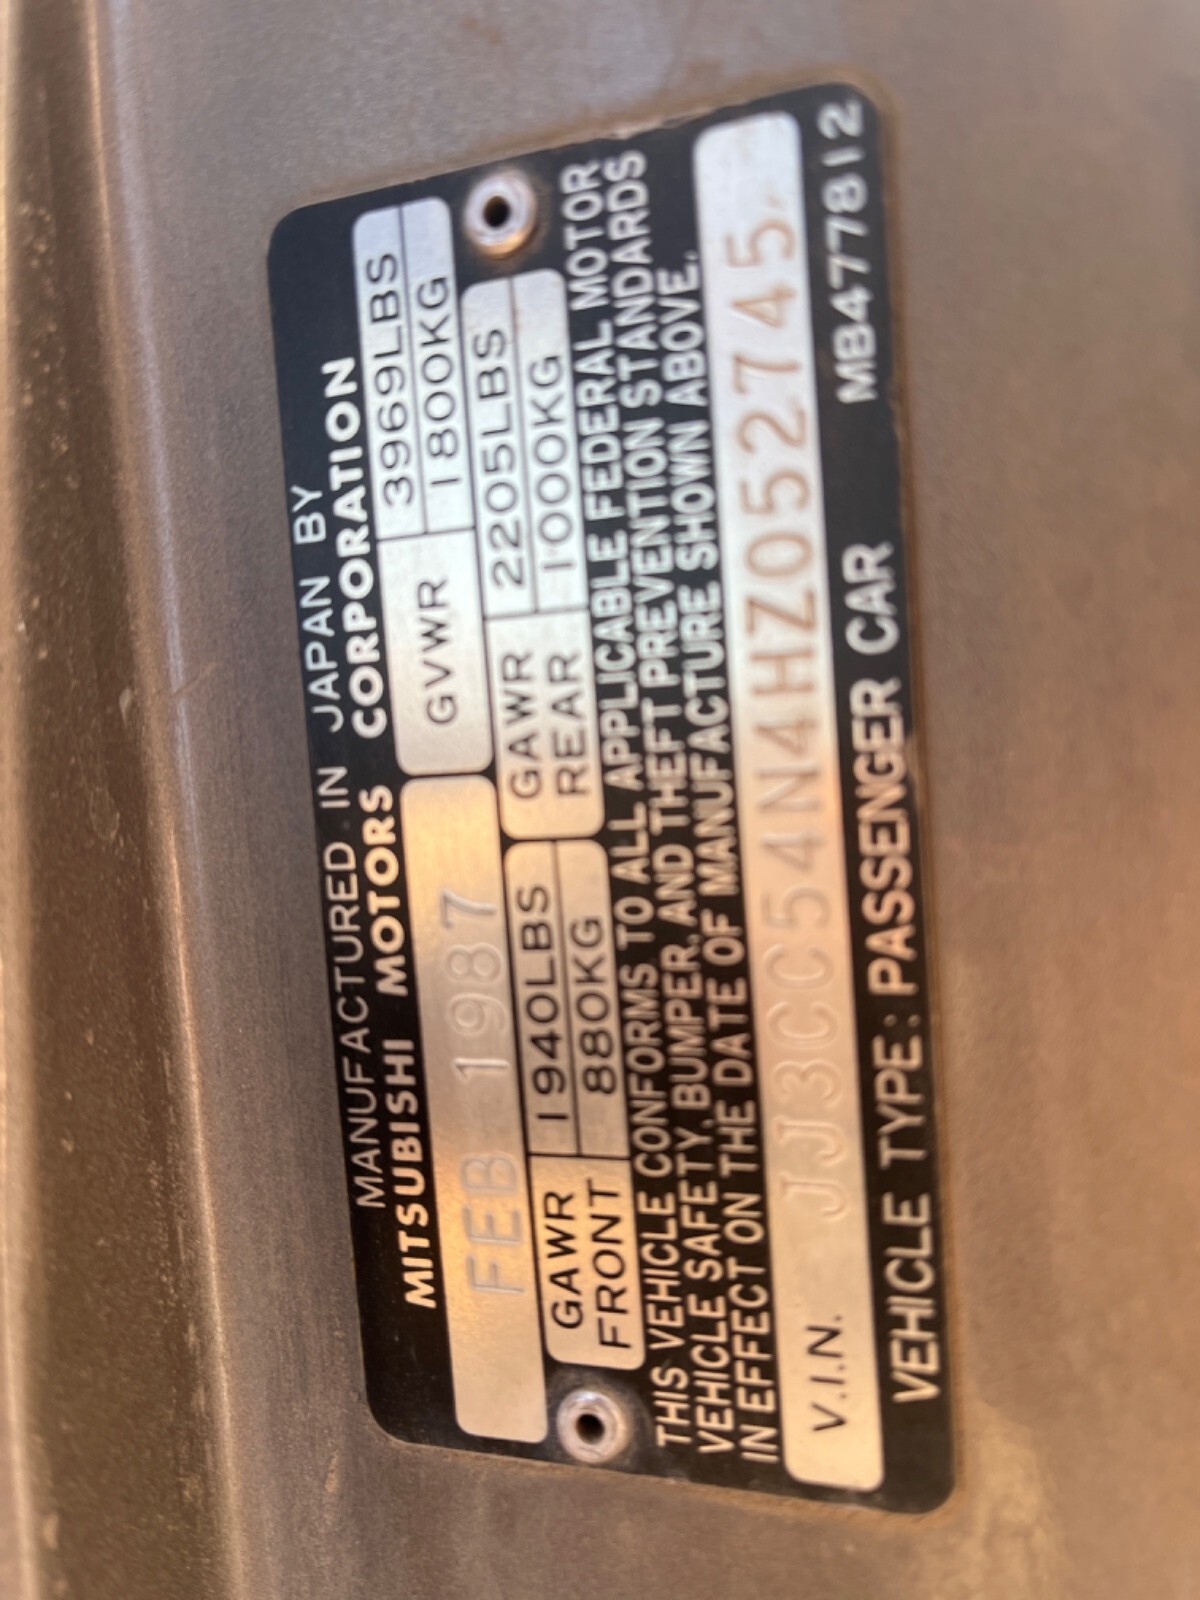 MANUFACTURED IN JAPAN BY
MITSUBISHI MOTORS CORPORATION
FEB 1987
GVWR
3969LBS
1800KG
GAWR
FRONT
1940LBS
880KG
GAWR
REAR
2205LBS
1000KG
THIS VEHICLE CONFORMS TO ALL APPLICABLE FEDERAL MOTOR
VEHICLE SAFETY, BUMPER, AND THEFT PREVENTION STANDARDS
IN EFFECT ON THE DATE OF MANUFACTURE SHOWN ABOVE.
V.I.N. JJ3CC54N4HZ052745
VEHICLE TYPE: PASSENGER CAR MB477812